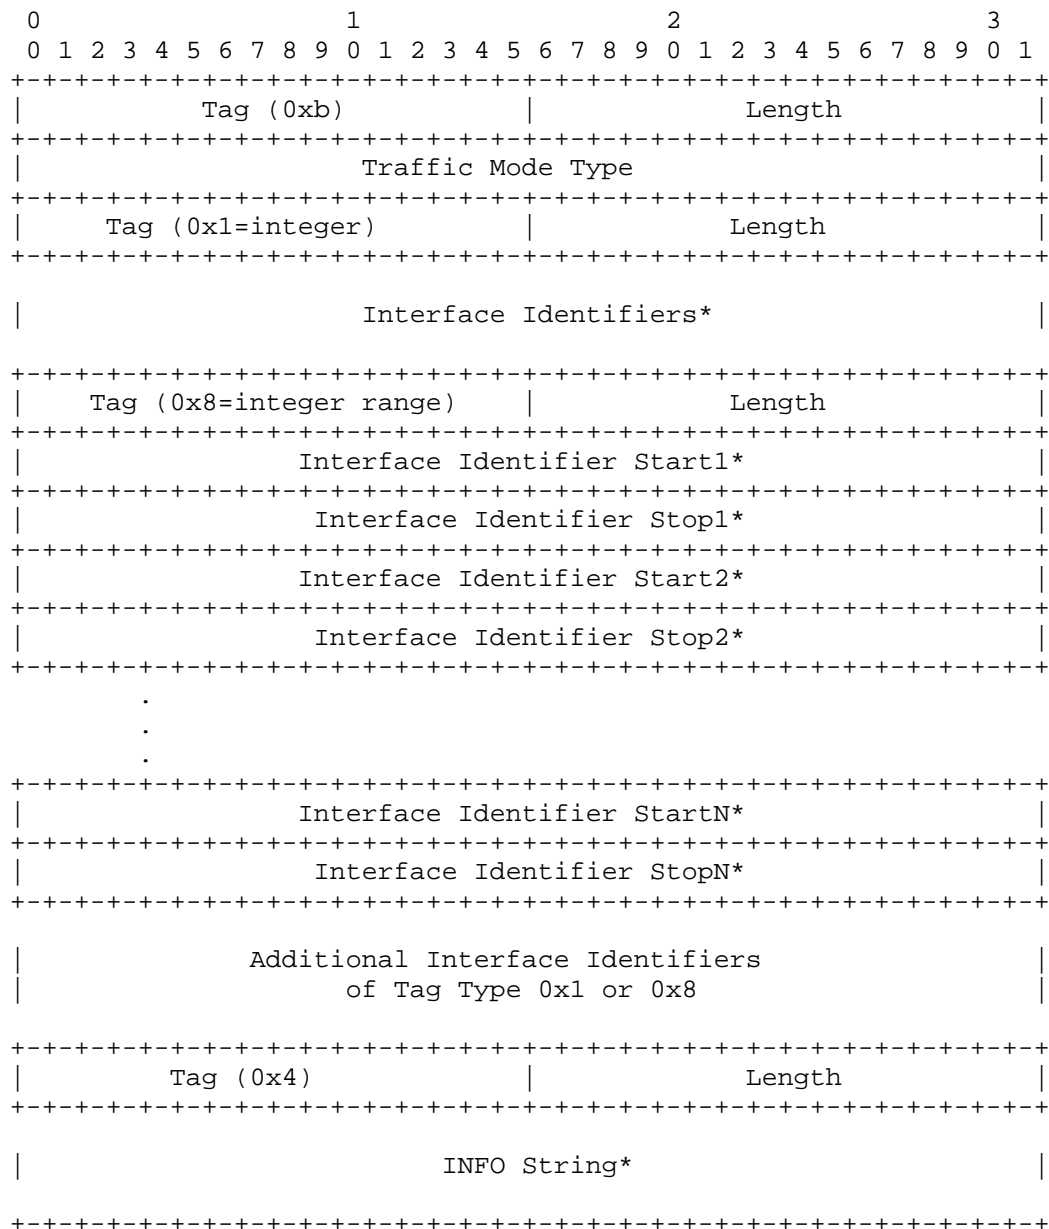 0                   1                   2                   3
 0 1 2 3 4 5 6 7 8 9 0 1 2 3 4 5 6 7 8 9 0 1 2 3 4 5 6 7 8 9 0 1
+-+-+-+-+-+-+-+-+-+-+-+-+-+-+-+-+-+-+-+-+-+-+-+-+-+-+-+-+-+-+-+-+
|           Tag (0xb)           |             Length            |
+-+-+-+-+-+-+-+-+-+-+-+-+-+-+-+-+-+-+-+-+-+-+-+-+-+-+-+-+-+-+-+-+
|                     Traffic Mode Type                         |
+-+-+-+-+-+-+-+-+-+-+-+-+-+-+-+-+-+-+-+-+-+-+-+-+-+-+-+-+-+-+-+-+
|     Tag (0x1=integer)         |            Length             |
+-+-+-+-+-+-+-+-+-+-+-+-+-+-+-+-+-+-+-+-+-+-+-+-+-+-+-+-+-+-+-+-+
|                     Interface Identifiers*                    |
+-+-+-+-+-+-+-+-+-+-+-+-+-+-+-+-+-+-+-+-+-+-+-+-+-+-+-+-+-+-+-+-+
|    Tag (0x8=integer range)    |            Length             |
+-+-+-+-+-+-+-+-+-+-+-+-+-+-+-+-+-+-+-+-+-+-+-+-+-+-+-+-+-+-+-+-+
|                 Interface Identifier Start1*                  |
+-+-+-+-+-+-+-+-+-+-+-+-+-+-+-+-+-+-+-+-+-+-+-+-+-+-+-+-+-+-+-+-+
|                  Interface Identifier Stop1*                  |
+-+-+-+-+-+-+-+-+-+-+-+-+-+-+-+-+-+-+-+-+-+-+-+-+-+-+-+-+-+-+-+-+
|                 Interface Identifier Start2*                  |
+-+-+-+-+-+-+-+-+-+-+-+-+-+-+-+-+-+-+-+-+-+-+-+-+-+-+-+-+-+-+-+-+
|                  Interface Identifier Stop2*                  |
+-+-+-+-+-+-+-+-+-+-+-+-+-+-+-+-+-+-+-+-+-+-+-+-+-+-+-+-+-+-+-+-+
        .
        .
        .
+-+-+-+-+-+-+-+-+-+-+-+-+-+-+-+-+-+-+-+-+-+-+-+-+-+-+-+-+-+-+-+-+
|                 Interface Identifier StartN*                  |
+-+-+-+-+-+-+-+-+-+-+-+-+-+-+-+-+-+-+-+-+-+-+-+-+-+-+-+-+-+-+-+-+
|                  Interface Identifier StopN*                  |
+-+-+-+-+-+-+-+-+-+-+-+-+-+-+-+-+-+-+-+-+-+-+-+-+-+-+-+-+-+-+-+-+
|              Additional Interface Identifiers                 |
|                    of Tag Type 0x1 or 0x8                     |
+-+-+-+-+-+-+-+-+-+-+-+-+-+-+-+-+-+-+-+-+-+-+-+-+-+-+-+-+-+-+-+-+
|         Tag (0x4)             |             Length            |
+-+-+-+-+-+-+-+-+-+-+-+-+-+-+-+-+-+-+-+-+-+-+-+-+-+-+-+-+-+-+-+-+
|                          INFO String*                         |
+-+-+-+-+-+-+-+-+-+-+-+-+-+-+-+-+-+-+-+-+-+-+-+-+-+-+-+-+-+-+-+-+